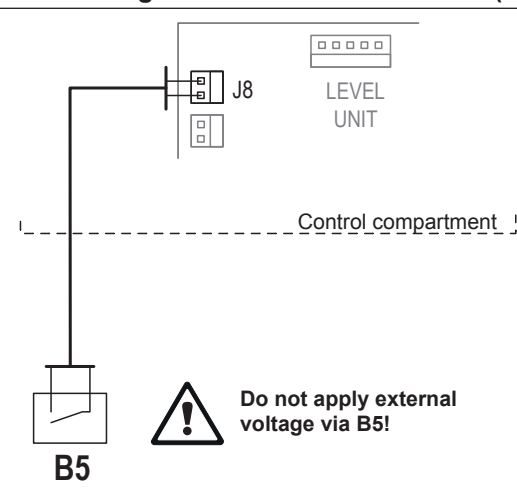 J8
LEVEL
UNIT
Control compartment
Do not apply external
voltage via B5!
B5